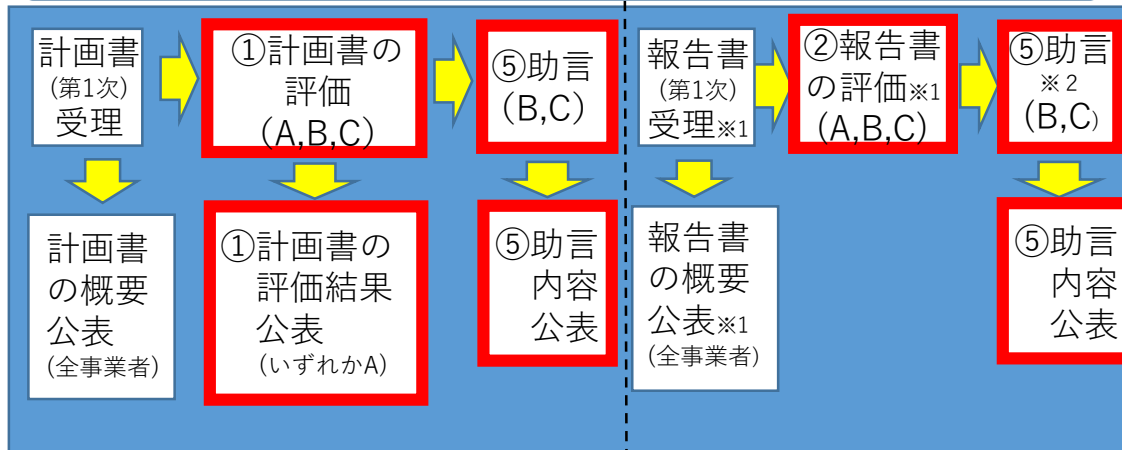 計画書
(第1次)
受理
①計画書の
評価
(A,B,C)
⑤助言
(B,C)
報告書
(第1次)
受理※1
②報告書
の評価※1
(A,B,C)
⑤助言
※2
(B,C)
計画書
の概要
公表
(全事業者)
①計画書の
評価結果
公表
(いずれかA)
⑤助言
内容
公表
報告書
の概要
公表※1
(全事業者)
⑤助言
内容
公表